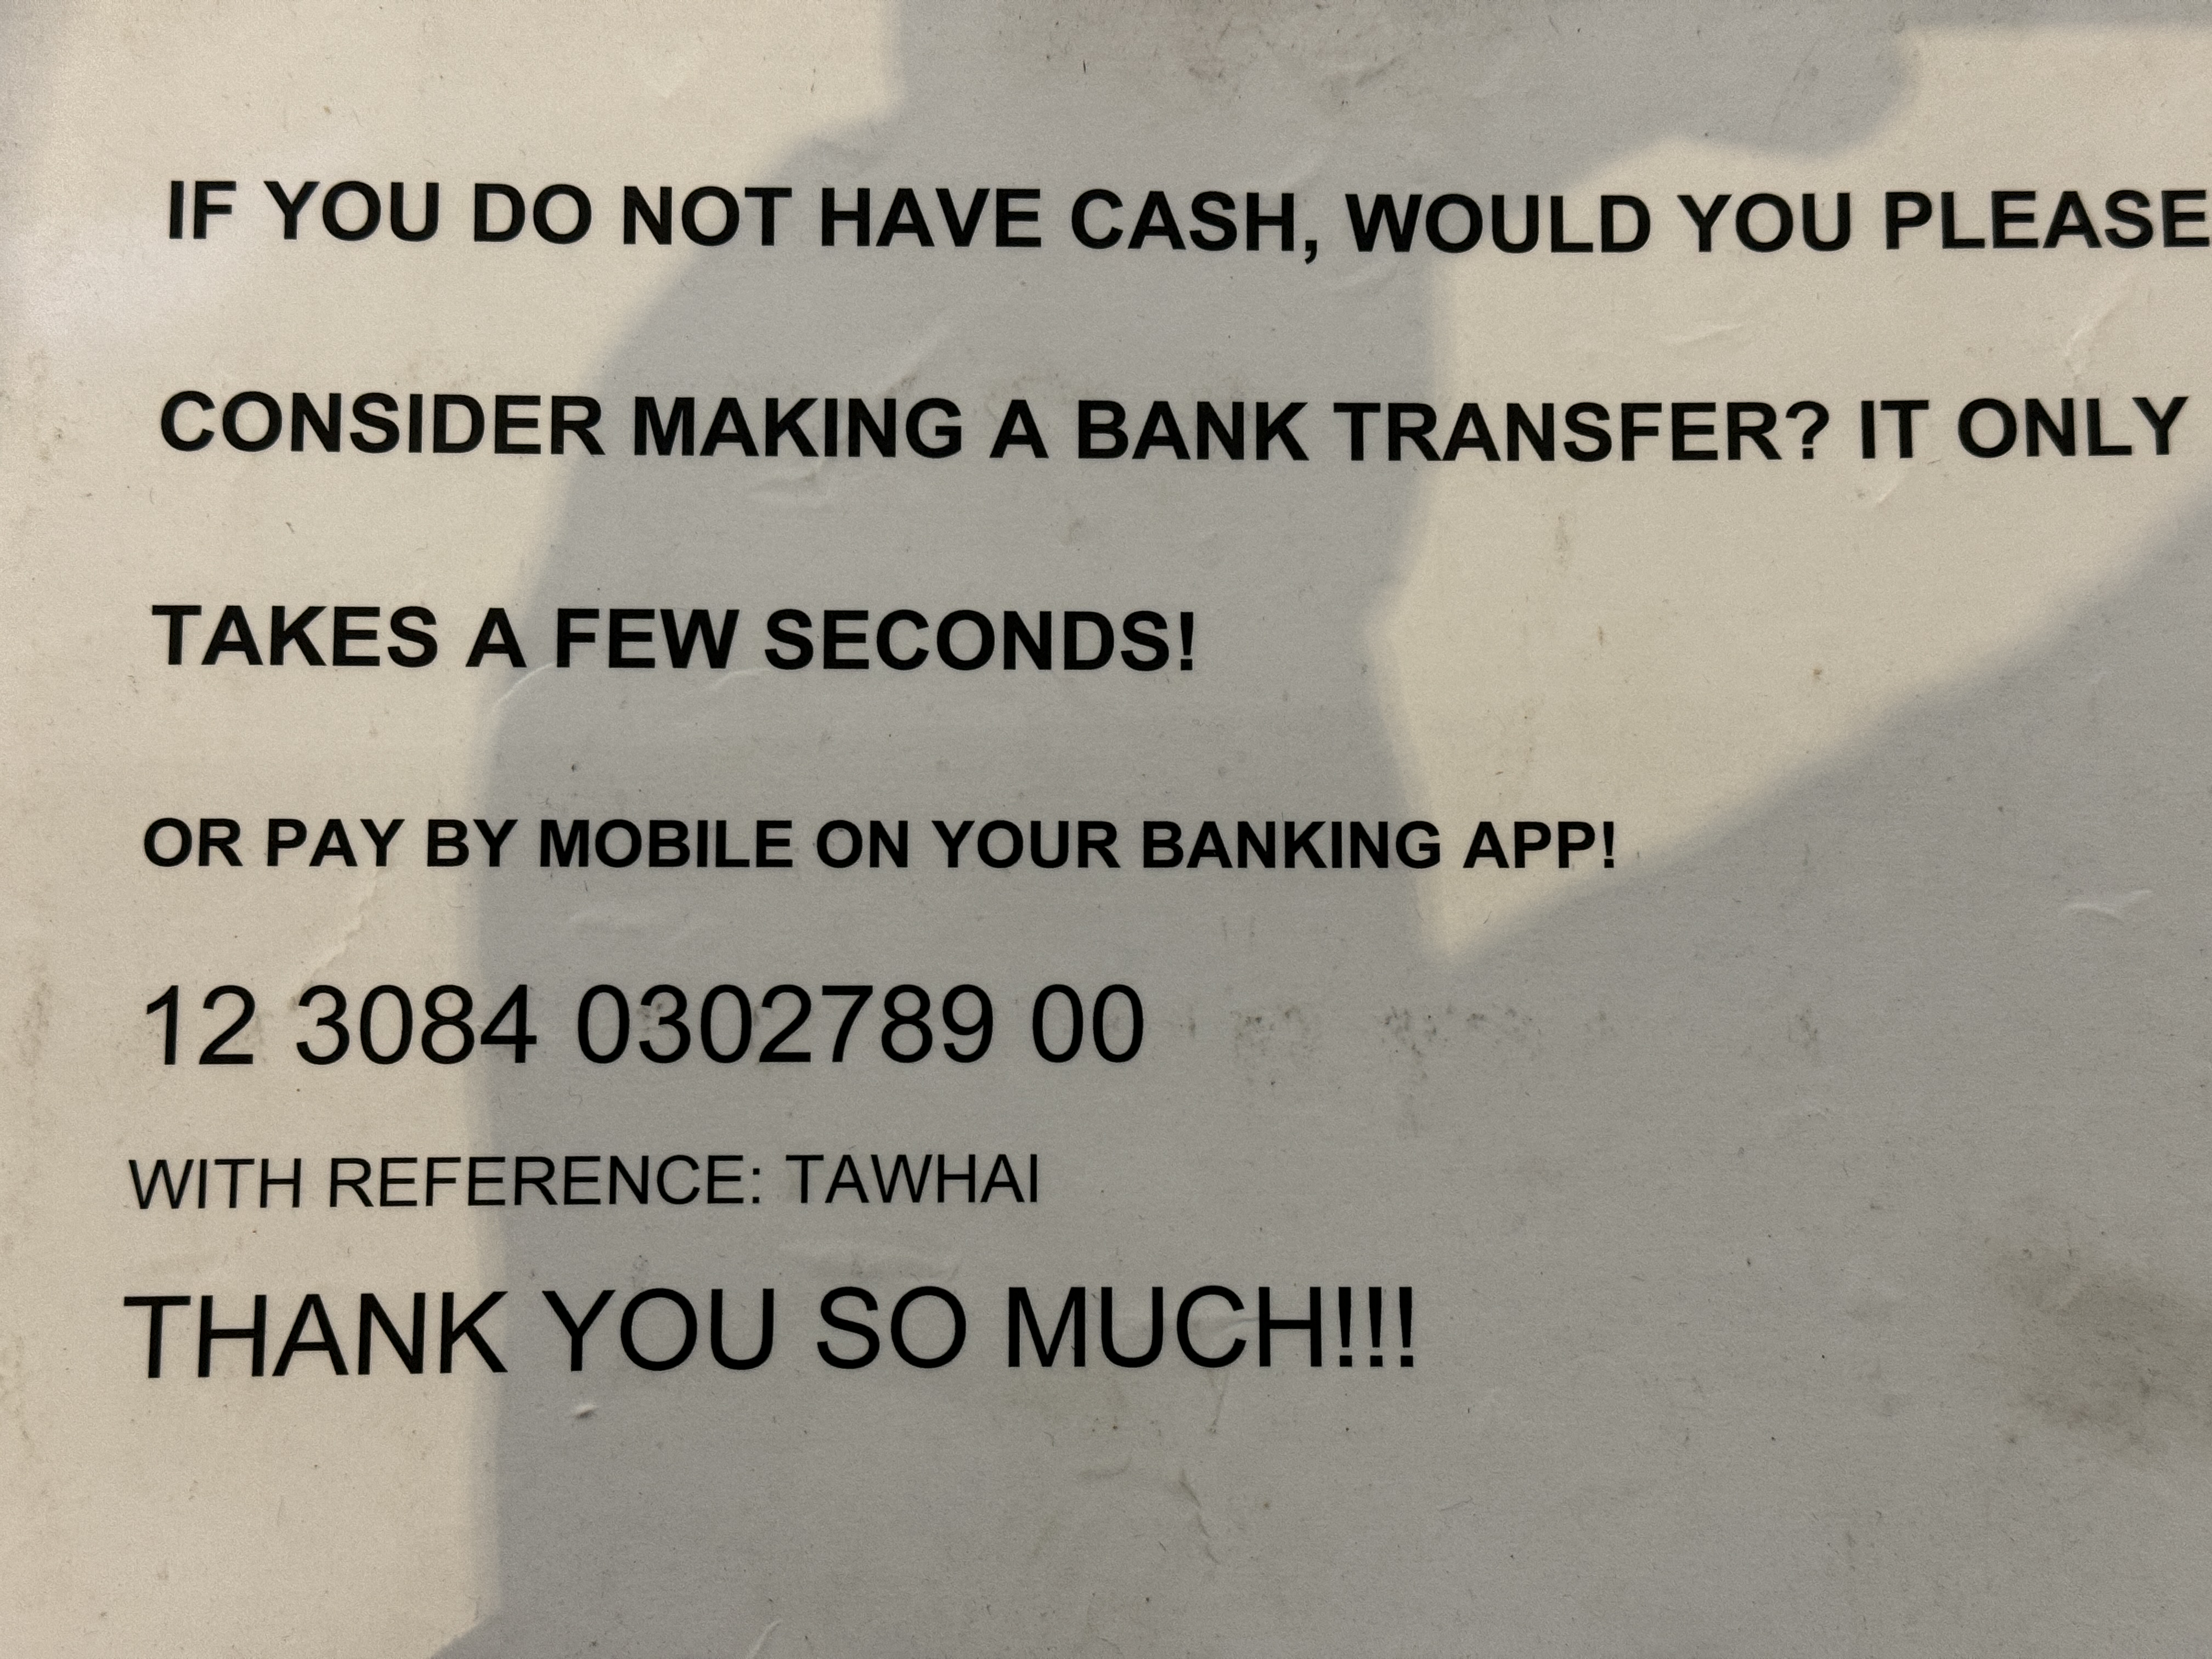 IF YOU DO NOT HAVE CASH, WOULD YOU PLEASE
CONSIDER MAKING A BANK TRANSFER? IT ONLY
TAKES A FEW SECONDS!
OR PAY BY MOBILE ON YOUR BANKING APP!
12 3084 0302789 00
WITH REFERENCE: TAWHAI
THANK YOU SO MUCH!!!